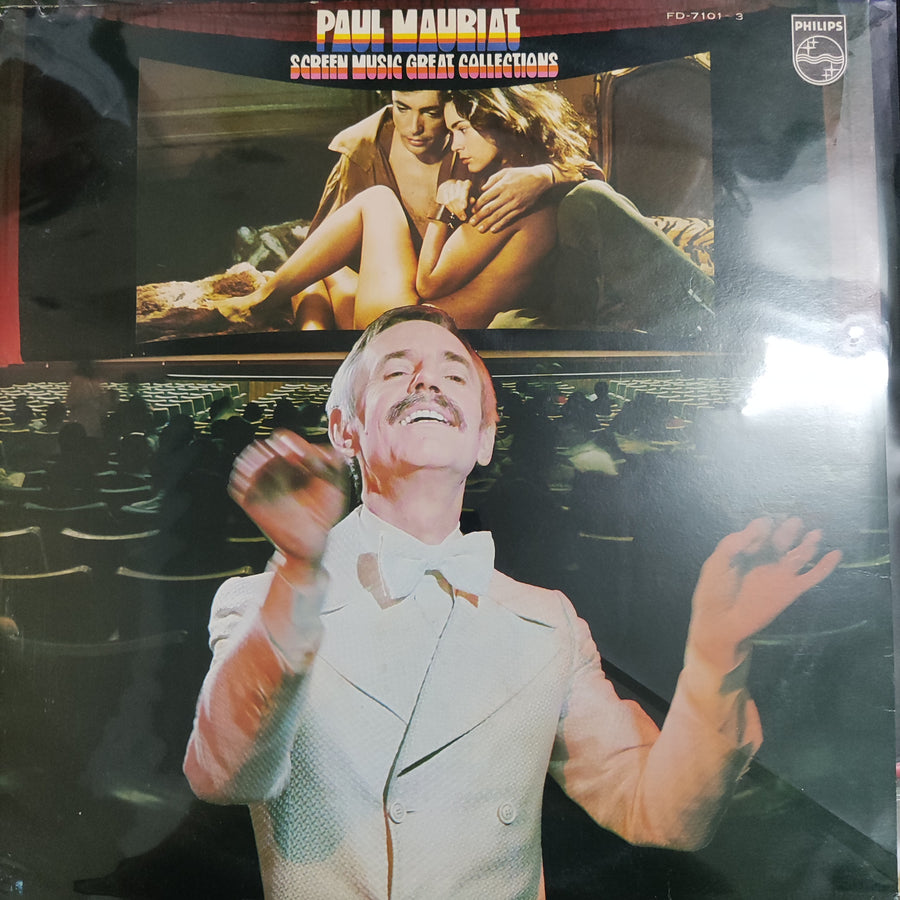 PAUL MAURIAT
SCREEN MUSIC GREAT COLLECTIONS
FD-7101-3
PHILIPS